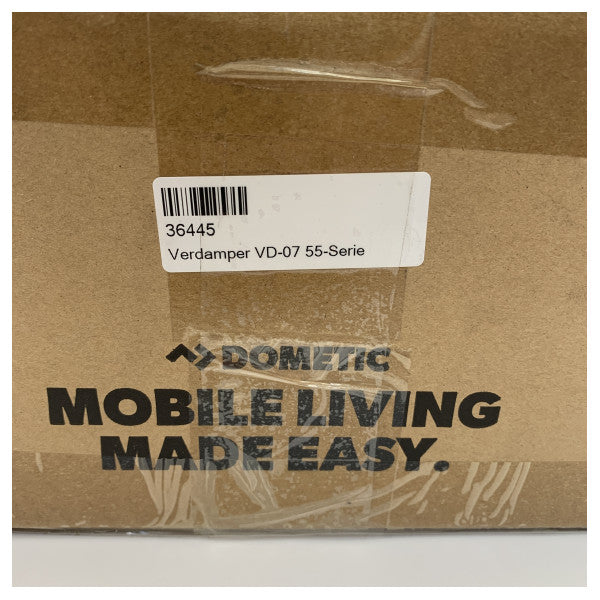 36445
Verdamper VD-07 55-Serie
DOMETIC
MOBILE LIVING
MADE EASY.